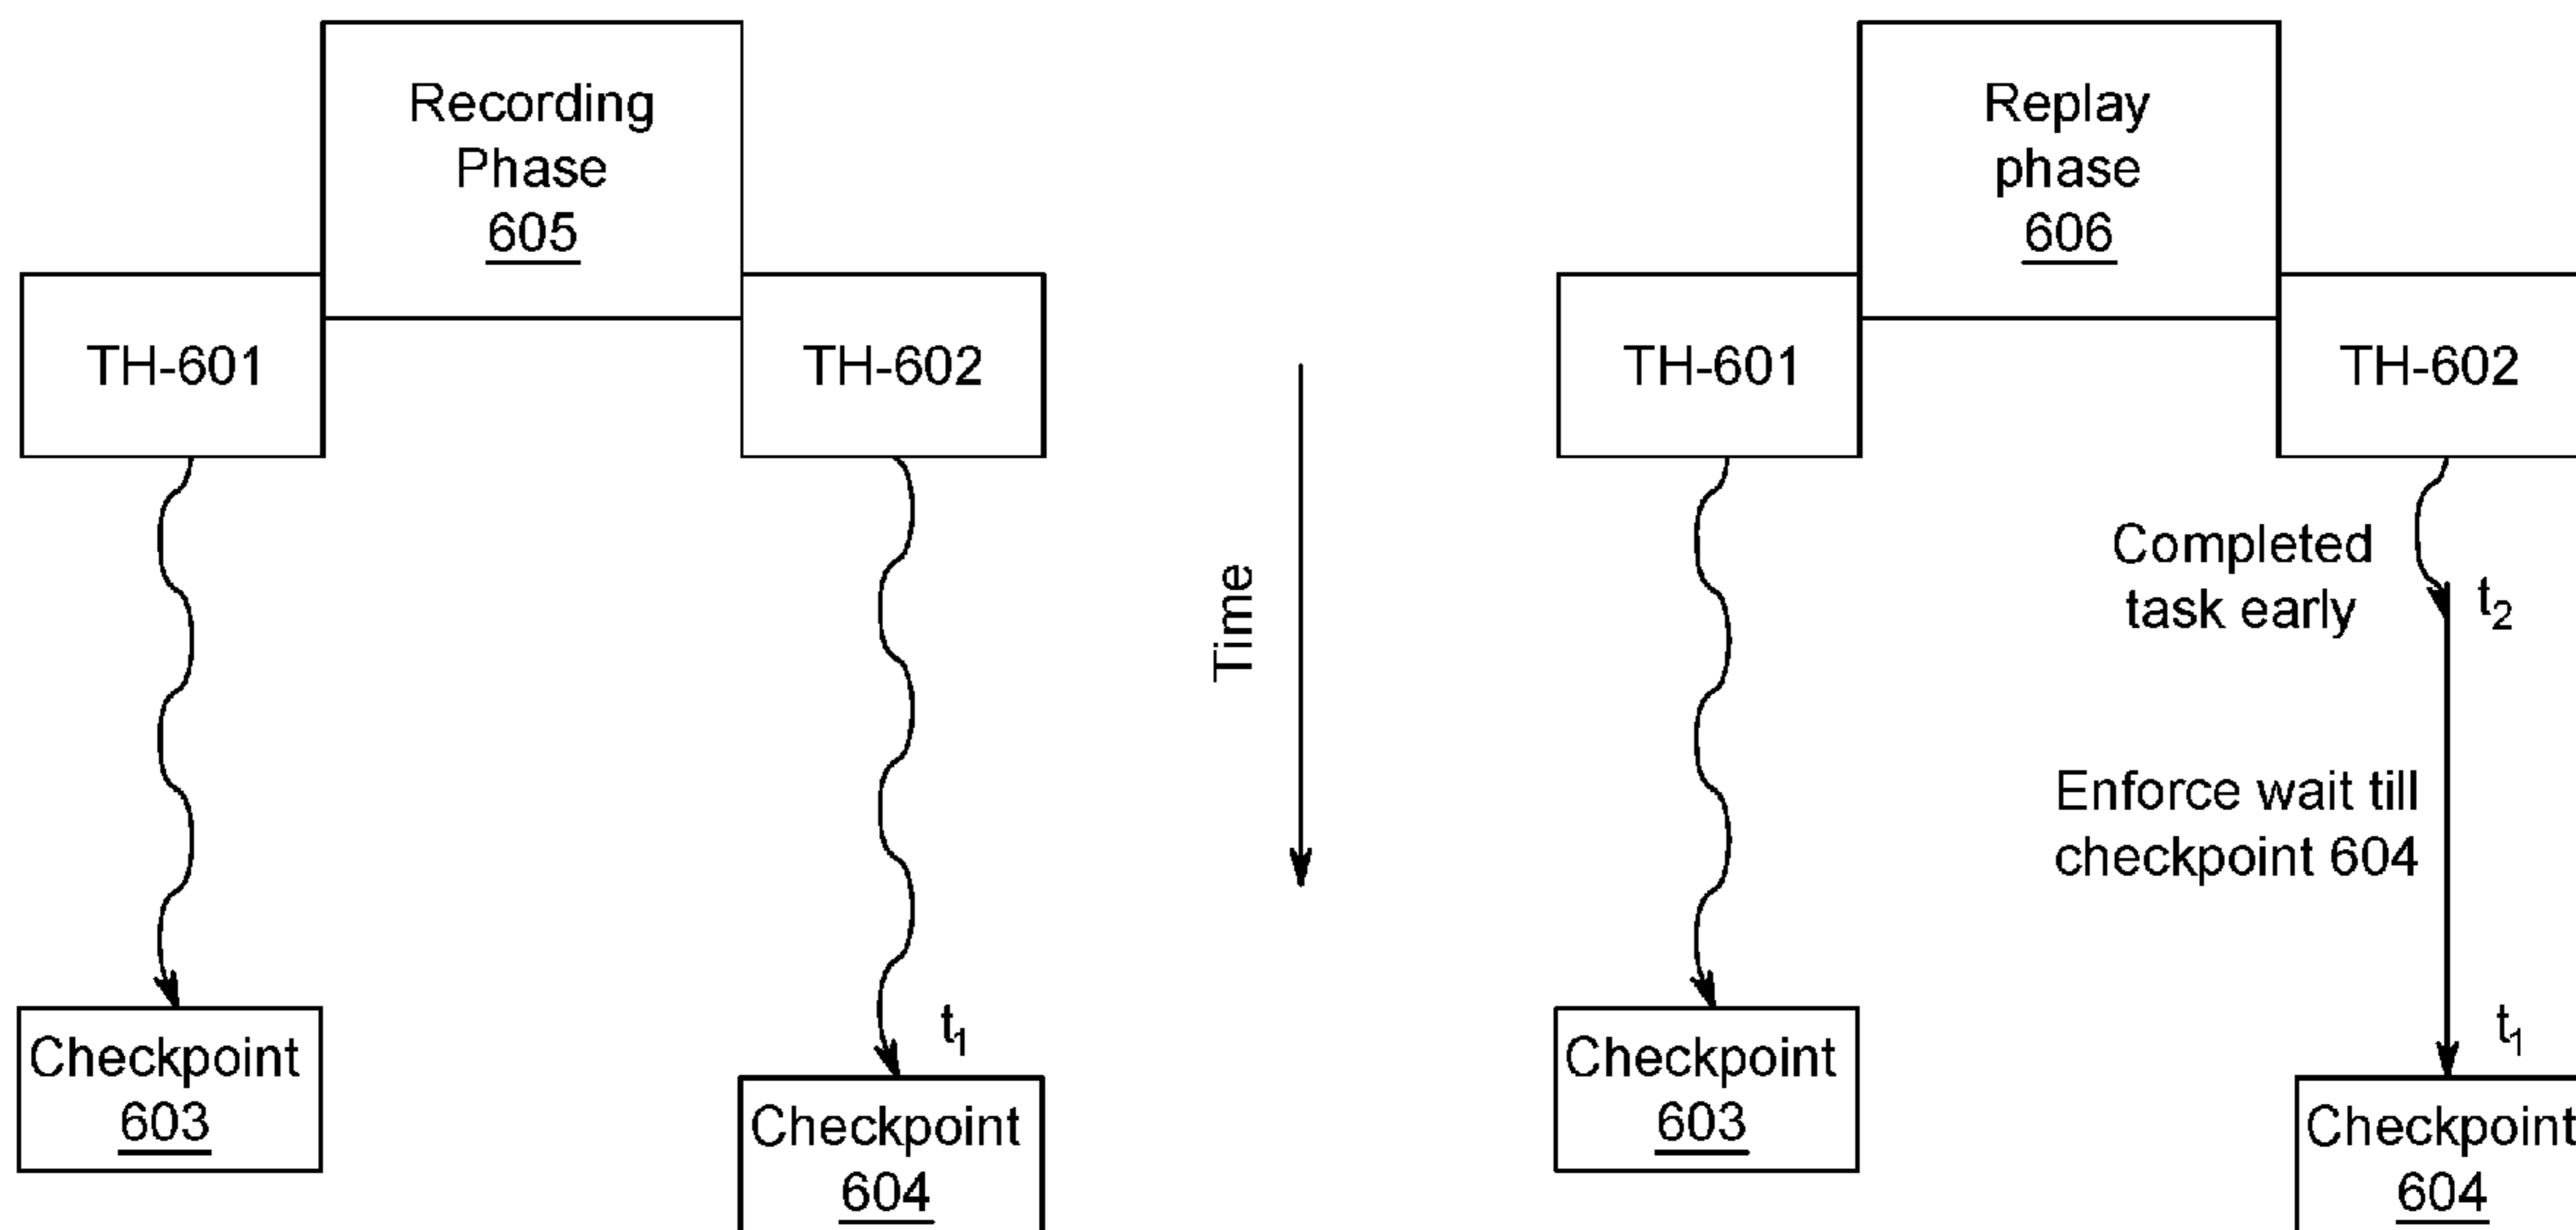 Recording
Phase
605
TH-601
TH-602
Checkpoint
603
t1
Checkpoint
604
Time
Replay
phase
606
TH-601
TH-602
Completed
task early
t2
Enforce wait till
checkpoint 604
Checkpoint
603
t1
Checkpoint
604